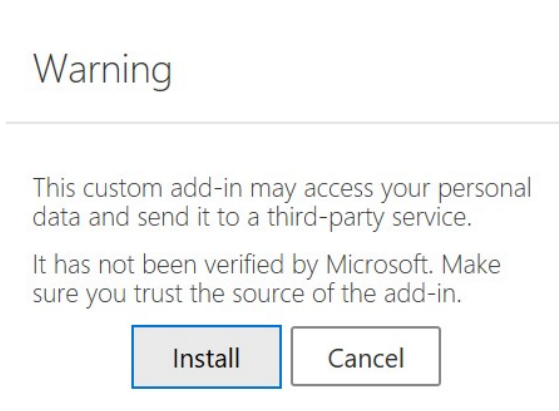 Warning
This custom add-in may access your personal
data and send it to a third-party service.
It has not been verified by Microsoft. Make
sure you trust the source of the add-in.
Install
Cancel